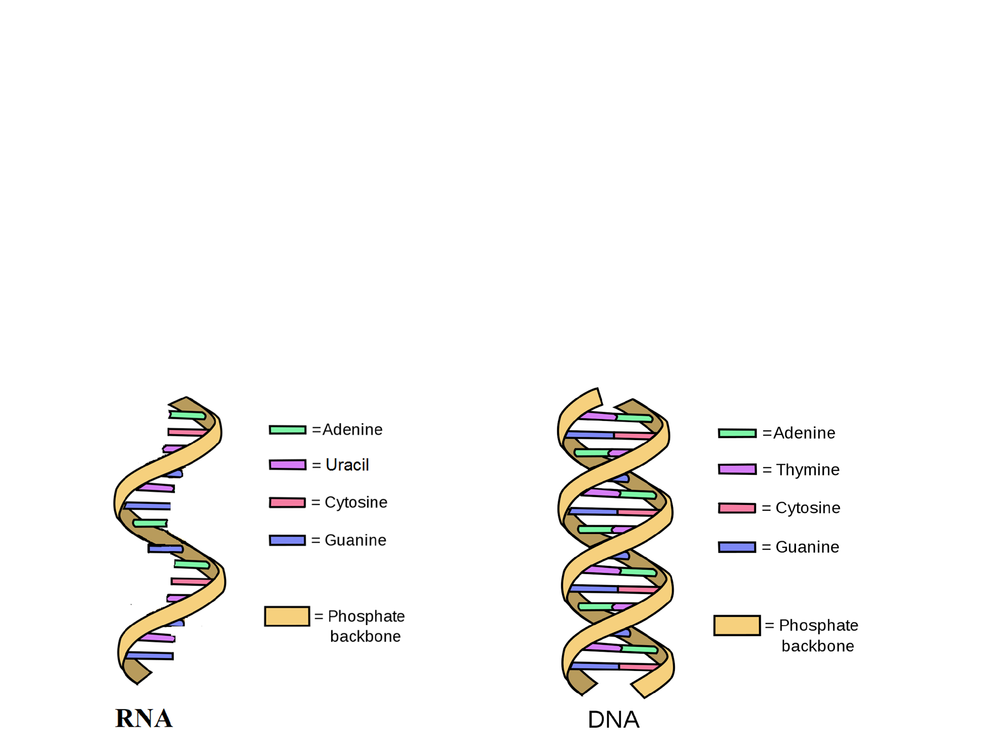 =Adenine
= Uracil
= Cytosine
= Guanine
= Phosphate
backbone
RNA
=Adenine
= Thymine
= Cytosine
= Guanine
= Phosphate
backbone
DNA